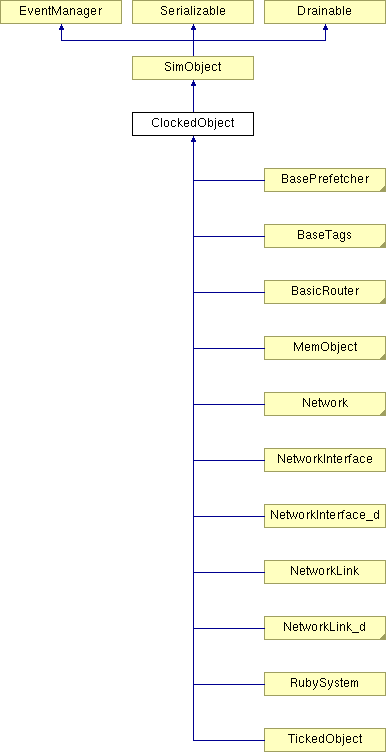 EventManager
Serializable
Drainable
SimObject
ClockedObject
BasePrefetcher
BaseTags
BasicRouter
MemObject
Network
NetworkInterface
NetworkInterface_d
NetworkLink
NetworkLink_d
RubySystem
TickedObject